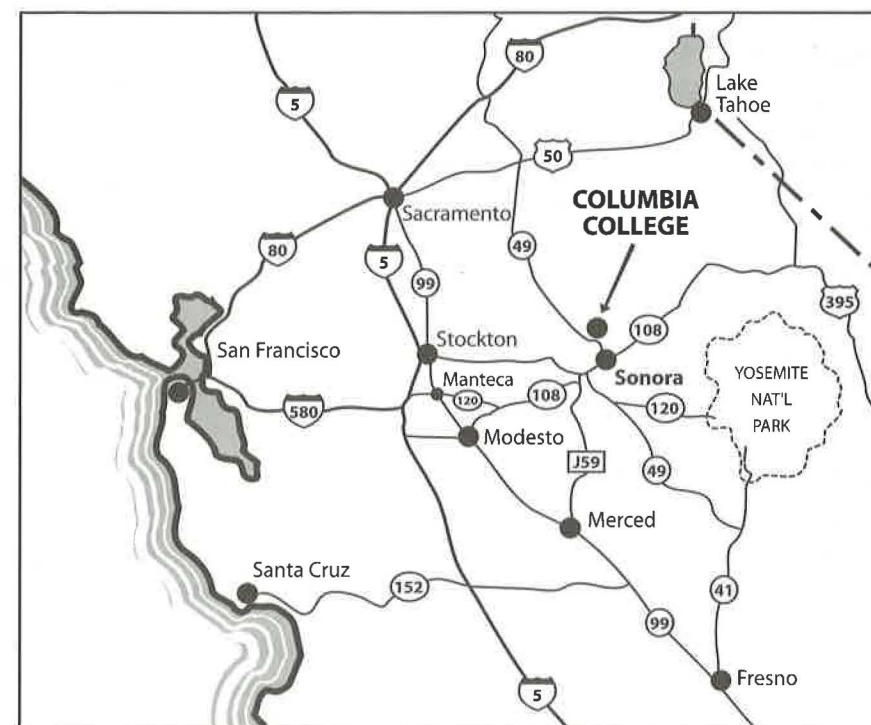 80
5
Lake
Tahoe
50
COLUMBIA
COLLEGE
Sacramento
49
80
5
99
395
108
Stockton
San Francisco
Sonora
Manteca
YOSEMITE
NAT'L
PARK
120
108
120
580
Modesto
J59
49
Merced
Santa Cruz
152
41
99
Fresno
5